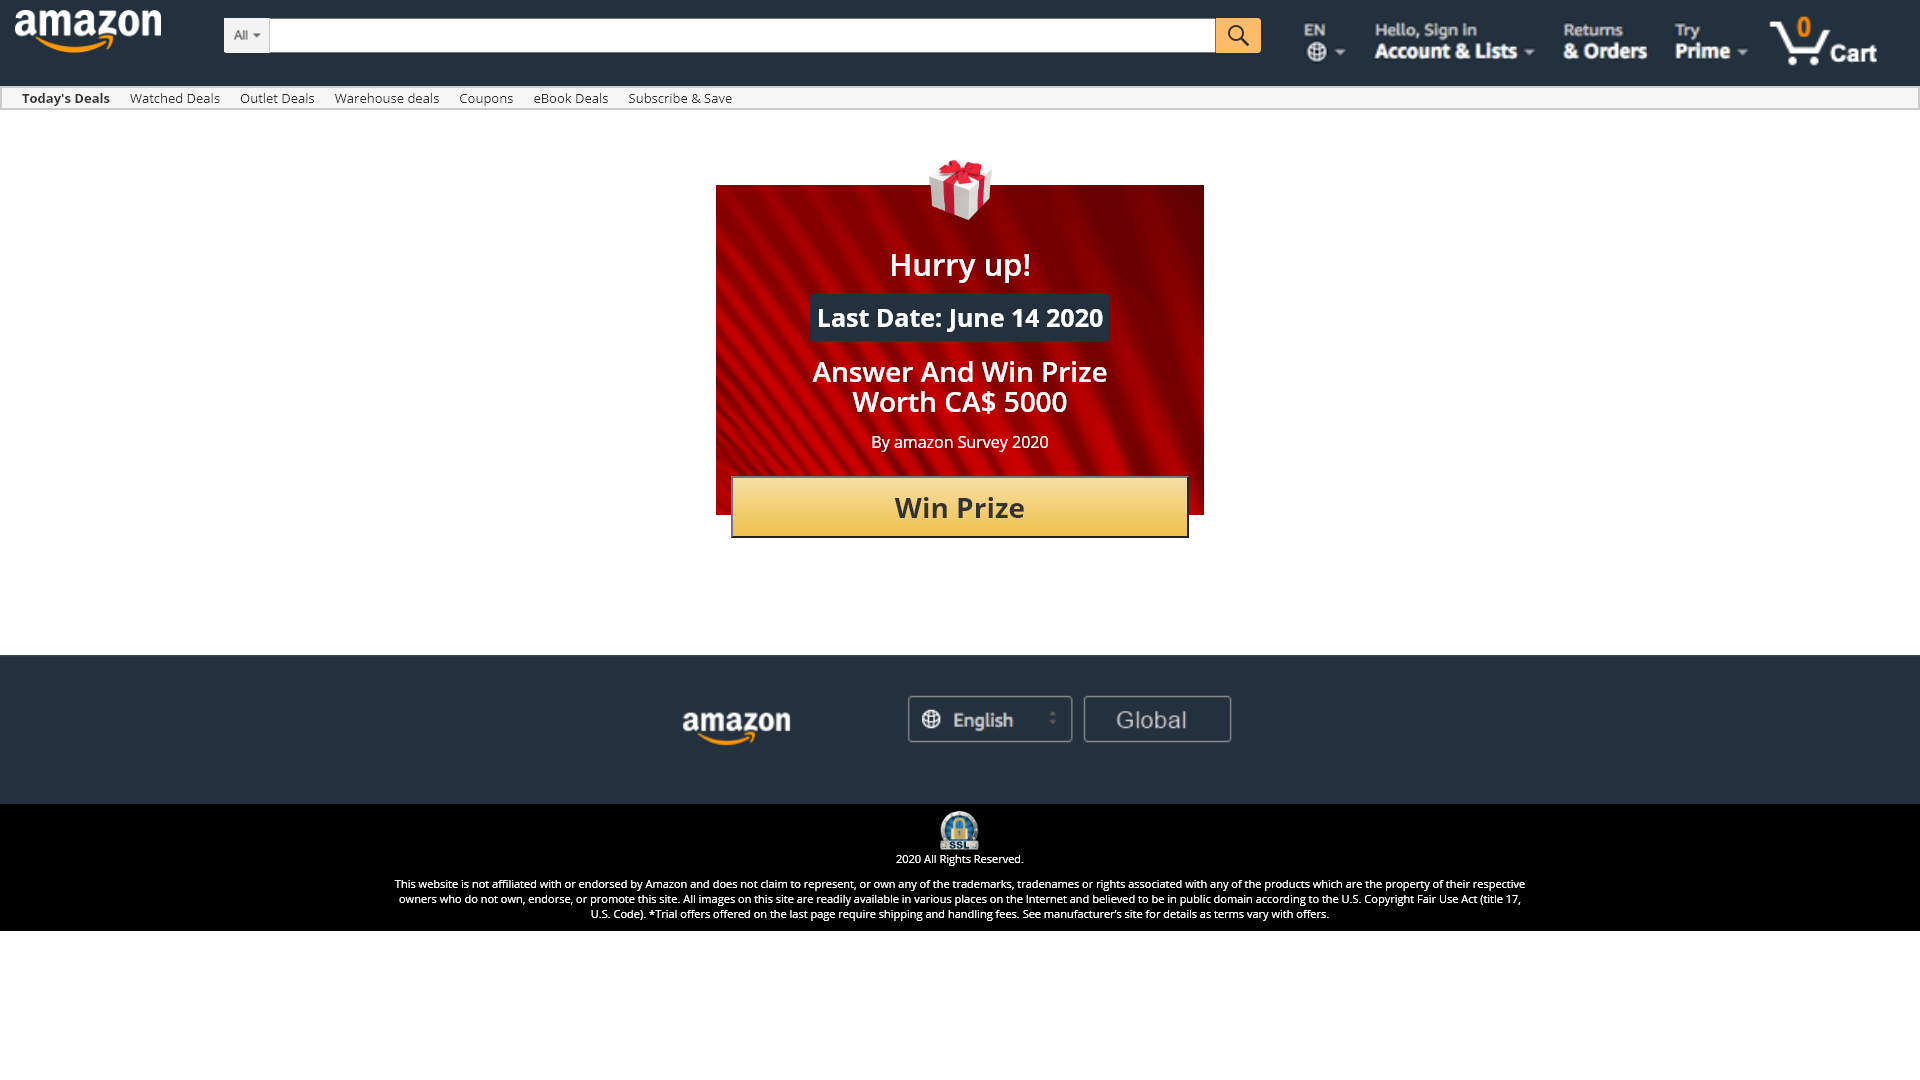 amazon
All
EN
Hello, Sign in
Account & Lists
Returns
& Orders
Try
Prime
0
Cart
Today's Deals
Watched Deals
Outlet Deals
Warehouse deals
Coupons
eBook Deals
Subscribe & Save
Hurry up!
Last Date: June 14 2020
Answer And Win Prize
Worth CA$ 5000
By amazon Survey 2020
Win Prize
amazon
English
Global
SSL
2020 All Rights Reserved.
This website is not affiliated with or endorsed by Amazon and does not claim to represent, or own any of the trademarks, tradenames or rights associated with any of the products which are the property of their respective
owners who do not own, endorse, or promote this site. All images on this site are readily available in various places on the Internet and believed to be in public domain according to the U.S. Copyright Fair Use Act (title 17,
U.S. Code). *Trial offers offered on the last page require shipping and handling fees. See manufacturer's site for details as terms vary with offers.